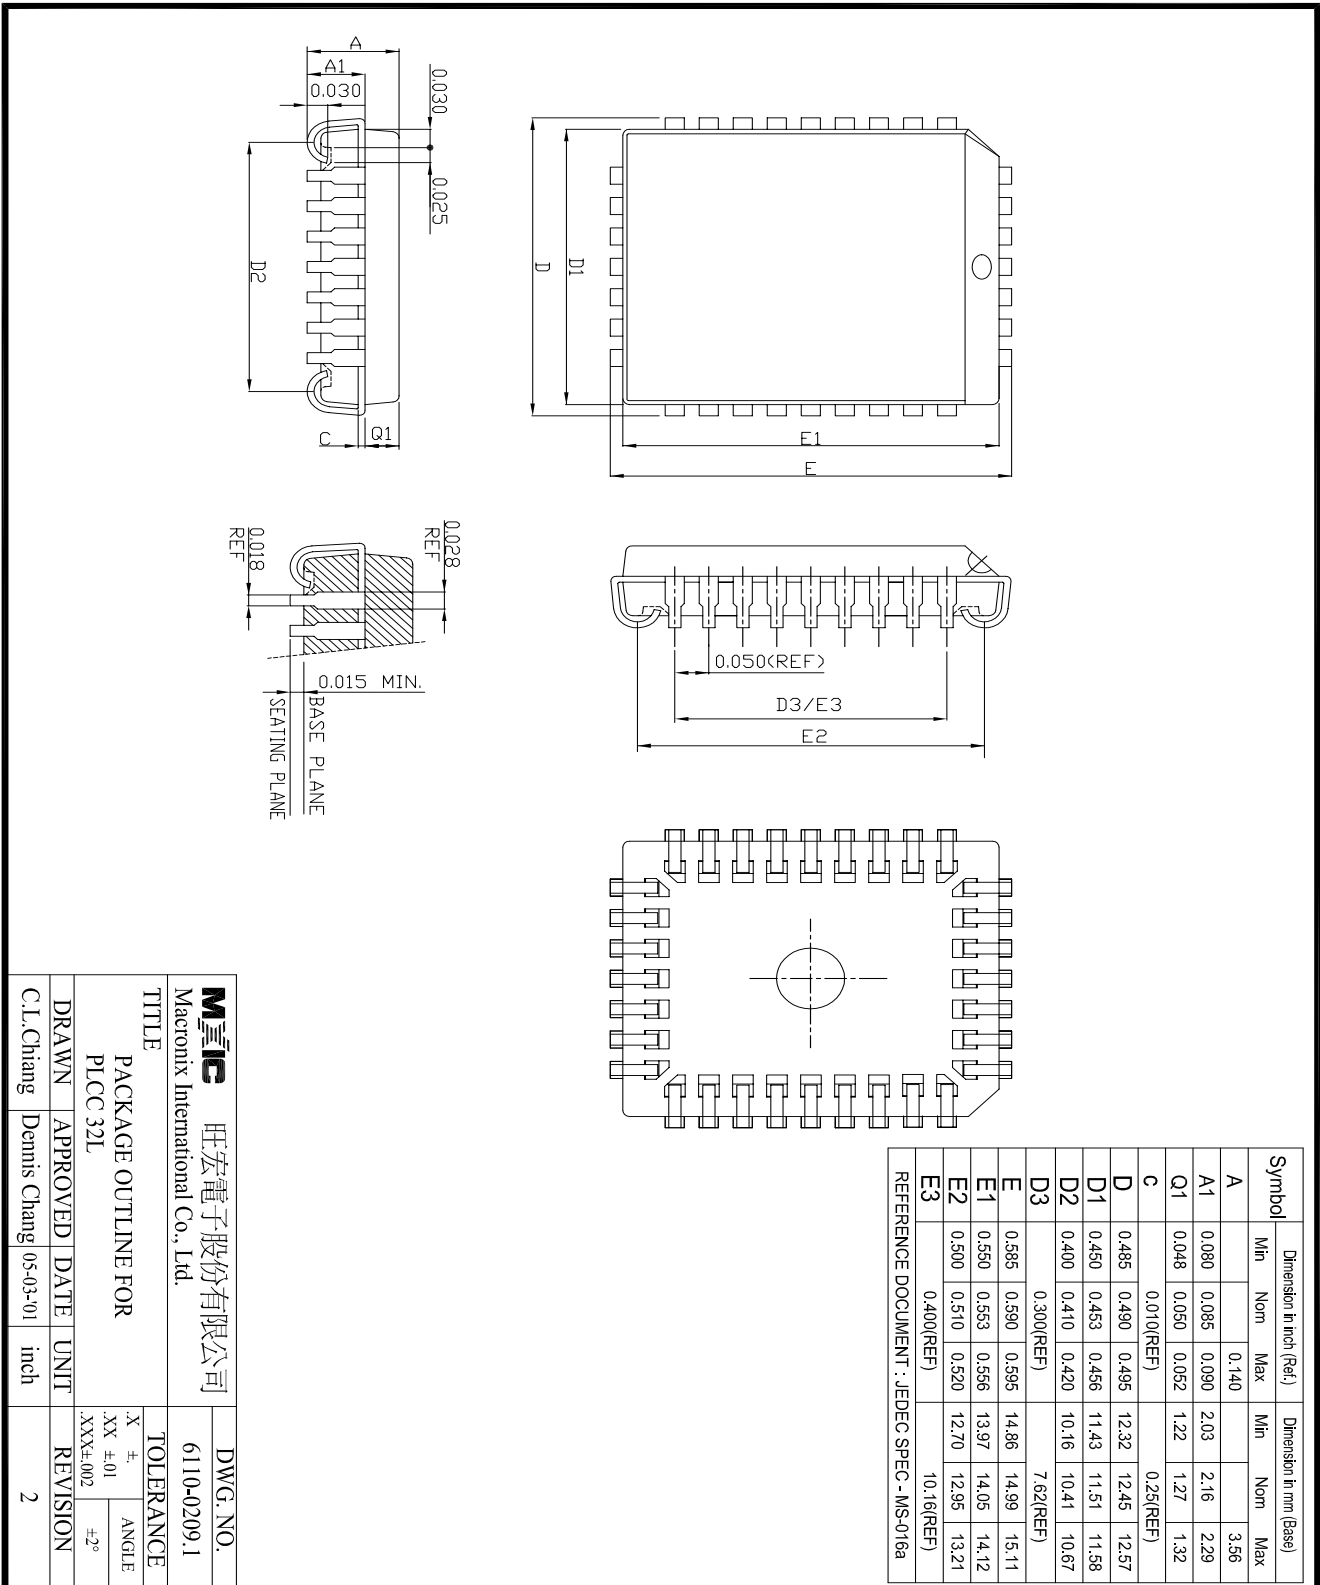 A
A1
0.030
0.030
0.025
D2
C
Q1
D
D1
E1
E
0.018
REF
0.028
REF
0.015 MIN.
BASE PLANE
SEATING PLANE
0.050(REF)
D3/E3
E2
Symbol Dimension in inch (Ref.) Dimension in mm (Base)
Min Nom Max Min Nom Max
A 0.140 3.56
A1 0.080 0.085 0.090 2.03 2.16 2.29
Q1 0.048 0.050 0.052 1.22 1.27 1.32
C 0.010(REF) 0.25(REF)
D 0.485 0.490 0.495 12.32 12.45 12.57
D1 0.450 0.453 0.456 11.43 11.51 11.58
D2 0.400 0.410 0.420 10.16 10.41 10.67
D3 0.300(REF) 7.62(REF)
E 0.585 0.590 0.595 14.86 14.99 15.11
E1 0.550 0.553 0.556 13.97 14.05 14.12
E2 0.500 0.510 0.520 12.70 12.95 13.21
E3 0.400(REF) 10.16(REF)
REFERENCE DOCUMENT : JEDEC SPEC - MS-016a
MXIC 旺宏電子股份有限公司
Macronix International Co., Ltd.
DWG. NO.
6110-0209.1
TITLE
PACKAGE OUTLINE FOR
PLCC 32L
TOLERANCE
.X ±.
.XX ±.01
.XXX±.002
ANGLE
±2°
DRAWN APPROVED DATE UNIT REVISION
C.L.Chiang Dennis Chang 05-03-'01 inch 2